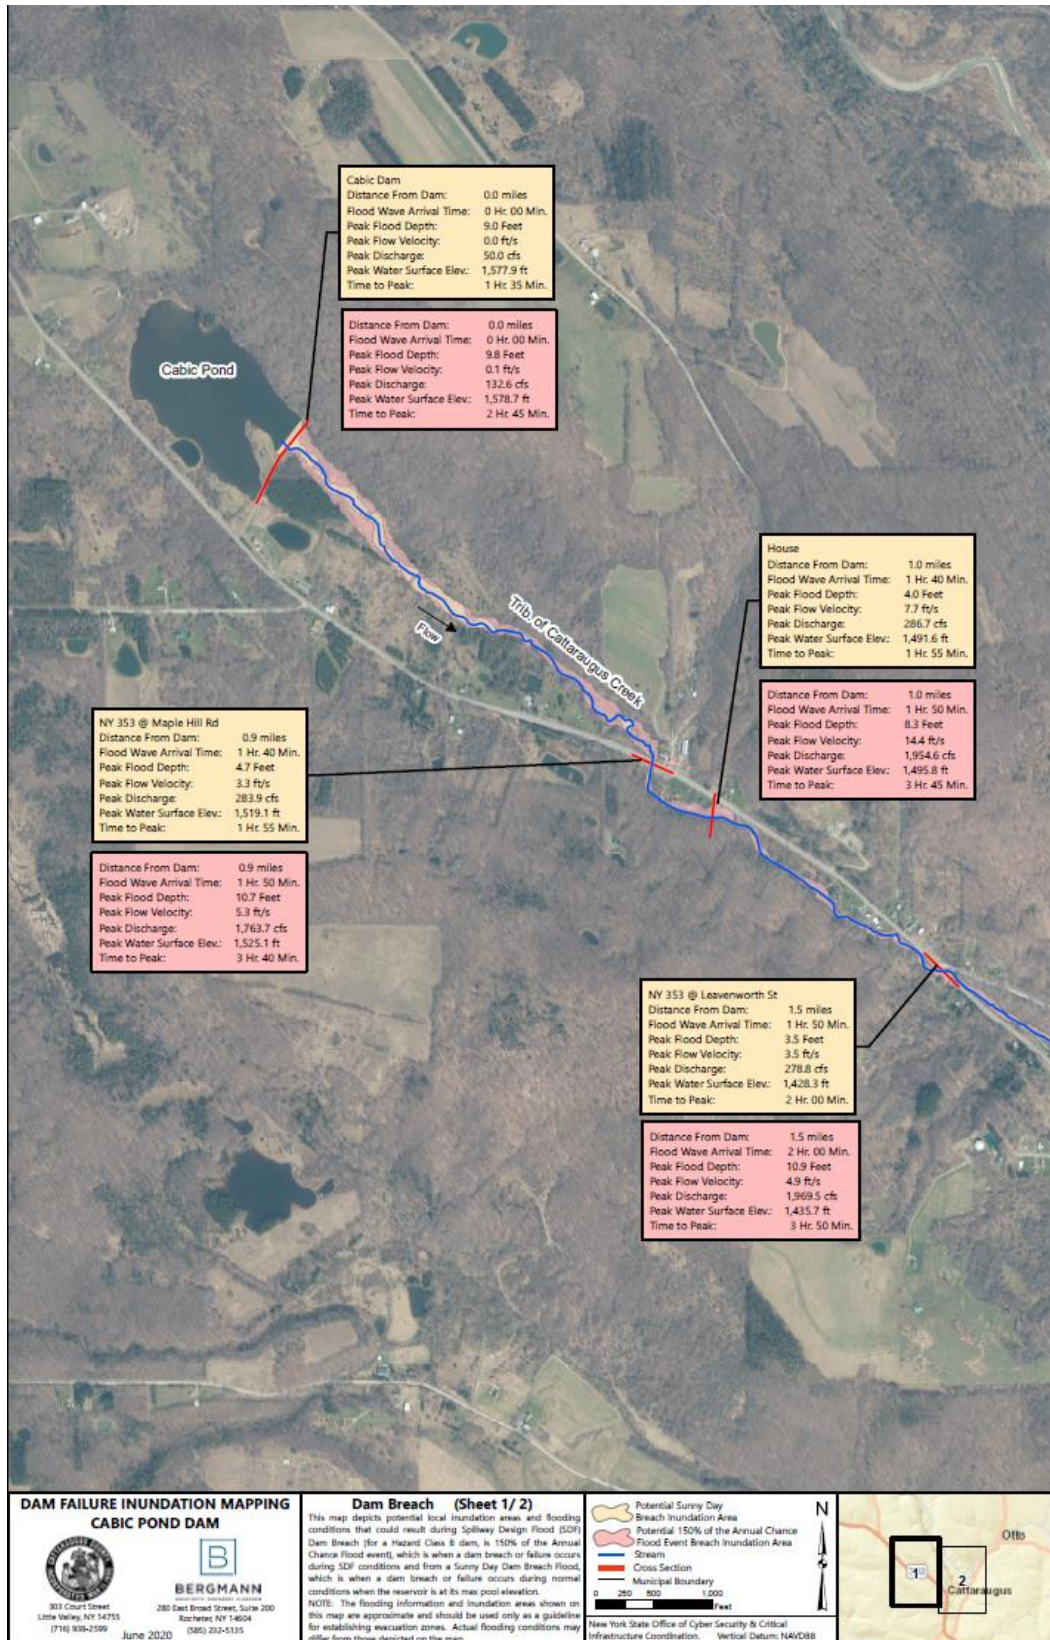 Cabic Dam
Distance From Dam: 0.0 miles
Flood Wave Arrival Time: 0 Hr. 00 Min.
Peak Flood Depth: 9.0 Feet
Peak Flow Velocity: 0.0 ft/s
Peak Discharge: 50.0 cfs
Peak Water Surface Elev.: 1,577.9 ft
Time to Peak: 1 Hr. 35 Min.
Distance From Dam: 0.0 miles
Flood Wave Arrival Time: 0 Hr. 00 Min.
Peak Flood Depth: 9.8 Feet
Peak Flow Velocity: 0.1 ft/s
Peak Discharge: 132.6 cfs
Peak Water Surface Elev.: 1,578.7 ft
Time to Peak: 2 Hr. 45 Min.
Cabic Pond
House
Distance From Dam: 1.0 miles
Flood Wave Arrival Time: 1 Hr. 40 Min.
Peak Flood Depth: 4.0 Feet
Peak Flow Velocity: 7.7 ft/s
Peak Discharge: 286.7 cfs
Peak Water Surface Elev.: 1,491.6 ft
Time to Peak: 1 Hr. 55 Min.
Distance From Dam: 1.0 miles
Flood Wave Arrival Time: 1 Hr. 50 Min.
Peak Flood Depth: 8.3 Feet
Peak Flow Velocity: 14.4 ft/s
Peak Discharge: 1,954.6 cfs
Peak Water Surface Elev.: 1,495.8 ft
Time to Peak: 3 Hr. 45 Min.
Trib. of Cattaraugus Creek
Flow
NY 353 @ Maple Hill Rd
Distance From Dam: 0.9 miles
Flood Wave Arrival Time: 1 Hr. 40 Min.
Peak Flood Depth: 4.7 Feet
Peak Flow Velocity: 3.3 ft/s
Peak Discharge: 283.9 cfs
Peak Water Surface Elev.: 1,519.1 ft
Time to Peak: 1 Hr. 55 Min.
Distance From Dam: 0.9 miles
Flood Wave Arrival Time: 1 Hr. 50 Min.
Peak Flood Depth: 10.7 Feet
Peak Flow Velocity: 5.3 ft/s
Peak Discharge: 1,763.7 cfs
Peak Water Surface Elev.: 1,525.1 ft
Time to Peak: 3 Hr. 40 Min.
NY 353 @ Leavenworth St
Distance From Dam: 1.5 miles
Flood Wave Arrival Time: 1 Hr. 50 Min.
Peak Flood Depth: 3.5 Feet
Peak Flow Velocity: 3.5 ft/s
Peak Discharge: 278.8 cfs
Peak Water Surface Elev.: 1,428.3 ft
Time to Peak: 2 Hr. 00 Min.
Distance From Dam: 1.5 miles
Flood Wave Arrival Time: 2 Hr. 00 Min.
Peak Flood Depth: 10.9 Feet
Peak Flow Velocity: 4.9 ft/s
Peak Discharge: 1,969.5 cfs
Peak Water Surface Elev.: 1,435.7 ft
Time to Peak: 3 Hr. 50 Min.
DAM FAILURE INUNDATION MAPPING
CABIC POND DAM
B
BERGMANN
303 Court Street
Little Valley, NY 14755
(716) 938-2599
280 East Broad Street, Suite 200
Rochester, NY 14604
(585) 232-5135
June 2020
Dam Breach (Sheet 1/ 2)
This map depicts potential local inundation areas and flooding
conditions that could result during Spillway Design Flood (SDF)
Dam Breach (for a Hazard Class B dam, is 150% of the Annual
Chance Flood event), which is when a dam breach or failure occurs
during SDF conditions and from a Sunny Day Dam Breach Flood,
which is when a dam breach or failure occurs during normal
conditions when the reservoir is at its max pool elevation.
NOTE: The flooding information and inundation areas shown on
this map are approximate and should be used only as a guideline
for establishing evacuation zones. Actual flooding conditions may
differ from those depicted on the map.
Potential Sunny Day
Breach Inundation Area
Potential 150% of the Annual Chance
Flood Event Breach Inundation Area
Stream
Cross Section
Municipal Boundary
0 250 500 1,000
Feet
N
New York State Office of Cyber Security & Critical
Infrastructure Coordination. Vertical Datum: NAVD88
Otto
1
2
Cattaraugus